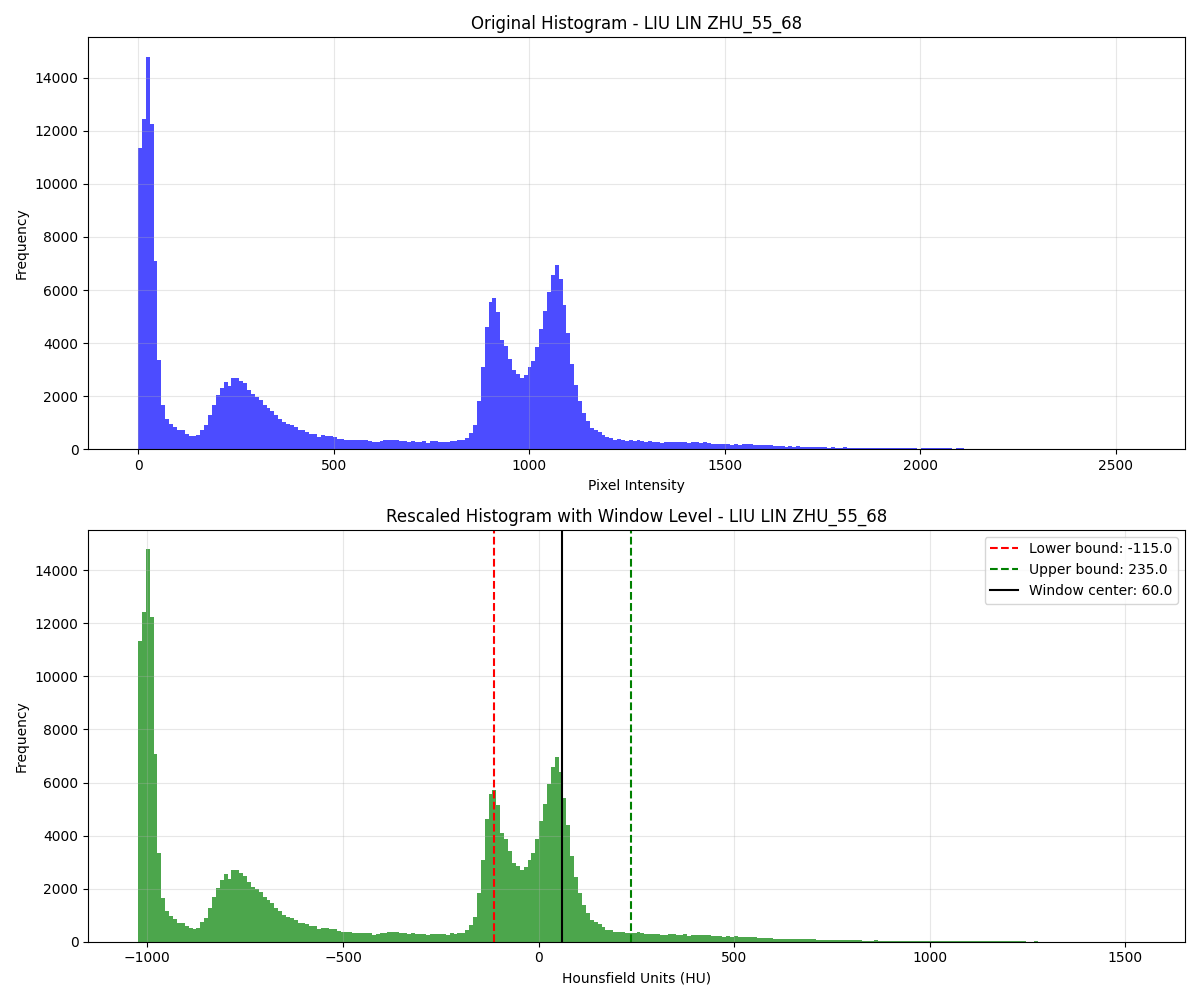 Original Histogram - LIU LIN ZHU_55_68
14000
12000
10000
8000
6000
4000
2000
0
Frequency
0 500 1000 1500 2000 2500
Pixel Intensity
Rescaled Histogram with Window Level - LIU LIN ZHU_55_68
Lower bound: -115.0
Upper bound: 235.0
Window center: 60.0
14000
12000
10000
8000
6000
4000
2000
0
Frequency
−1000 −500 0 500 1000 1500
Hounsfield Units (HU)